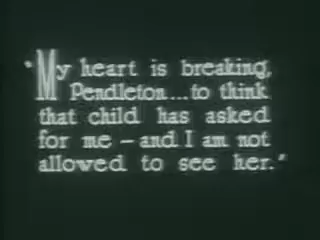 "My heart is breaking,
Pendleton...to think
that child has asked
for me – and I am not
allowed to see her."